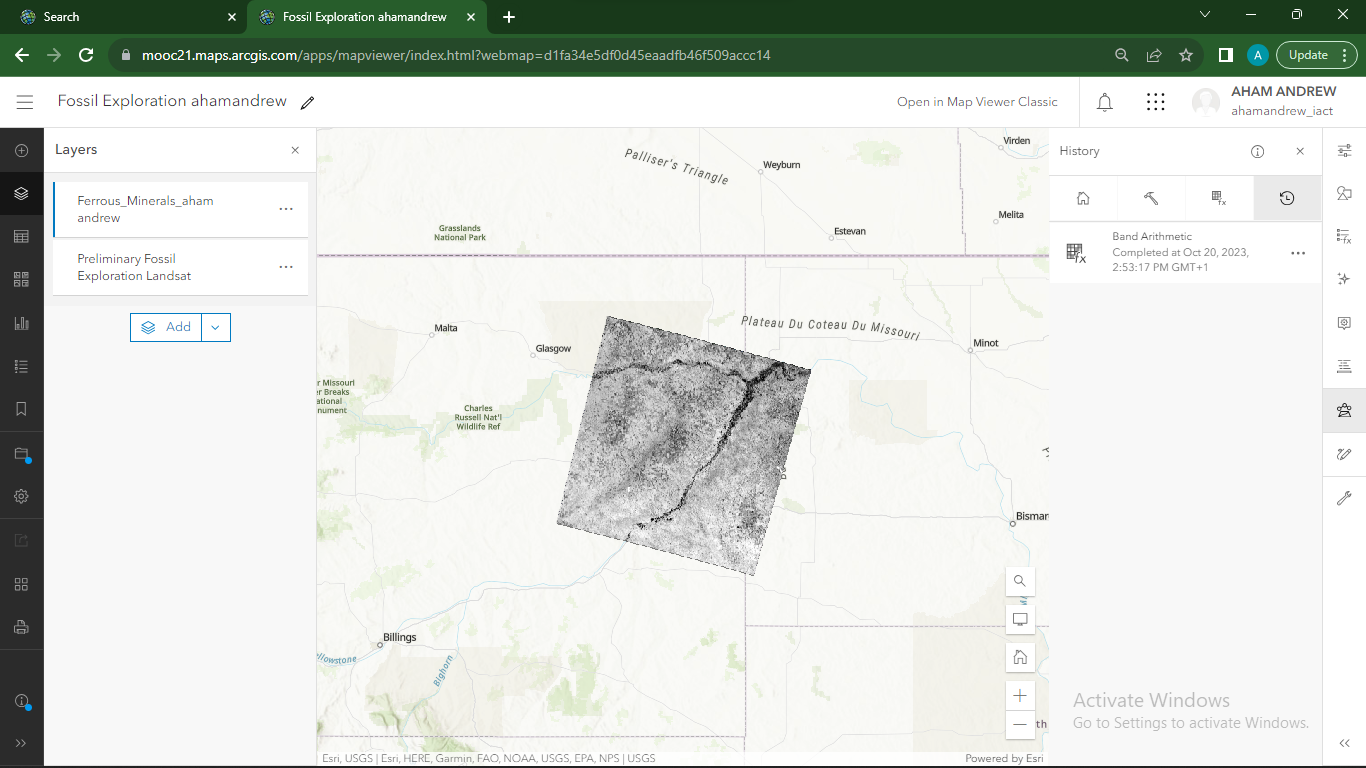 Search
Fossil Exploration ahamandrew
mooc21.maps.arcgis.com/apps/mapviewer/index.html?webmap=d1fa34e5df0d45eaadfb46f509accc14
A
Update
Fossil Exploration ahamandrew
Open in Map Viewer Classic
AHAM ANDREW
ahamandrew_iact
Layers
Ferrous_Minerals_aham
andrew
Preliminary Fossil
Exploration Landsat
Add
Palliser's Triangle
Weyburn
Virden
Melita
Grasslands
National Park
Estevan
Plateau Du Coteau Du Missouri
Malta
Glasgow
Minot
r Missouri
er Breaks
ational
nument
Charles
Russell Nat'l
Wildlife Ref
Bismar
Billings
llowstone
Bighorn
th
Esri, USGS | Esri, HERE, Garmin, FAO, NOAA, USGS, EPA, NPS | USGS
Powered by Esri
History
Band Arithmetic
Completed at Oct 20, 2023,
2:53:17 PM GMT+1
Activate Windows
Go to Settings to activate Windows.